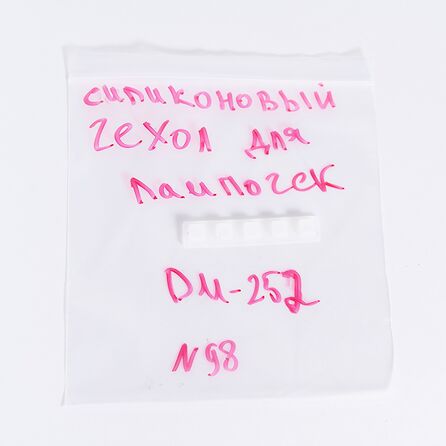 силиконовый
чехол для
лампочек
DM-252
N98